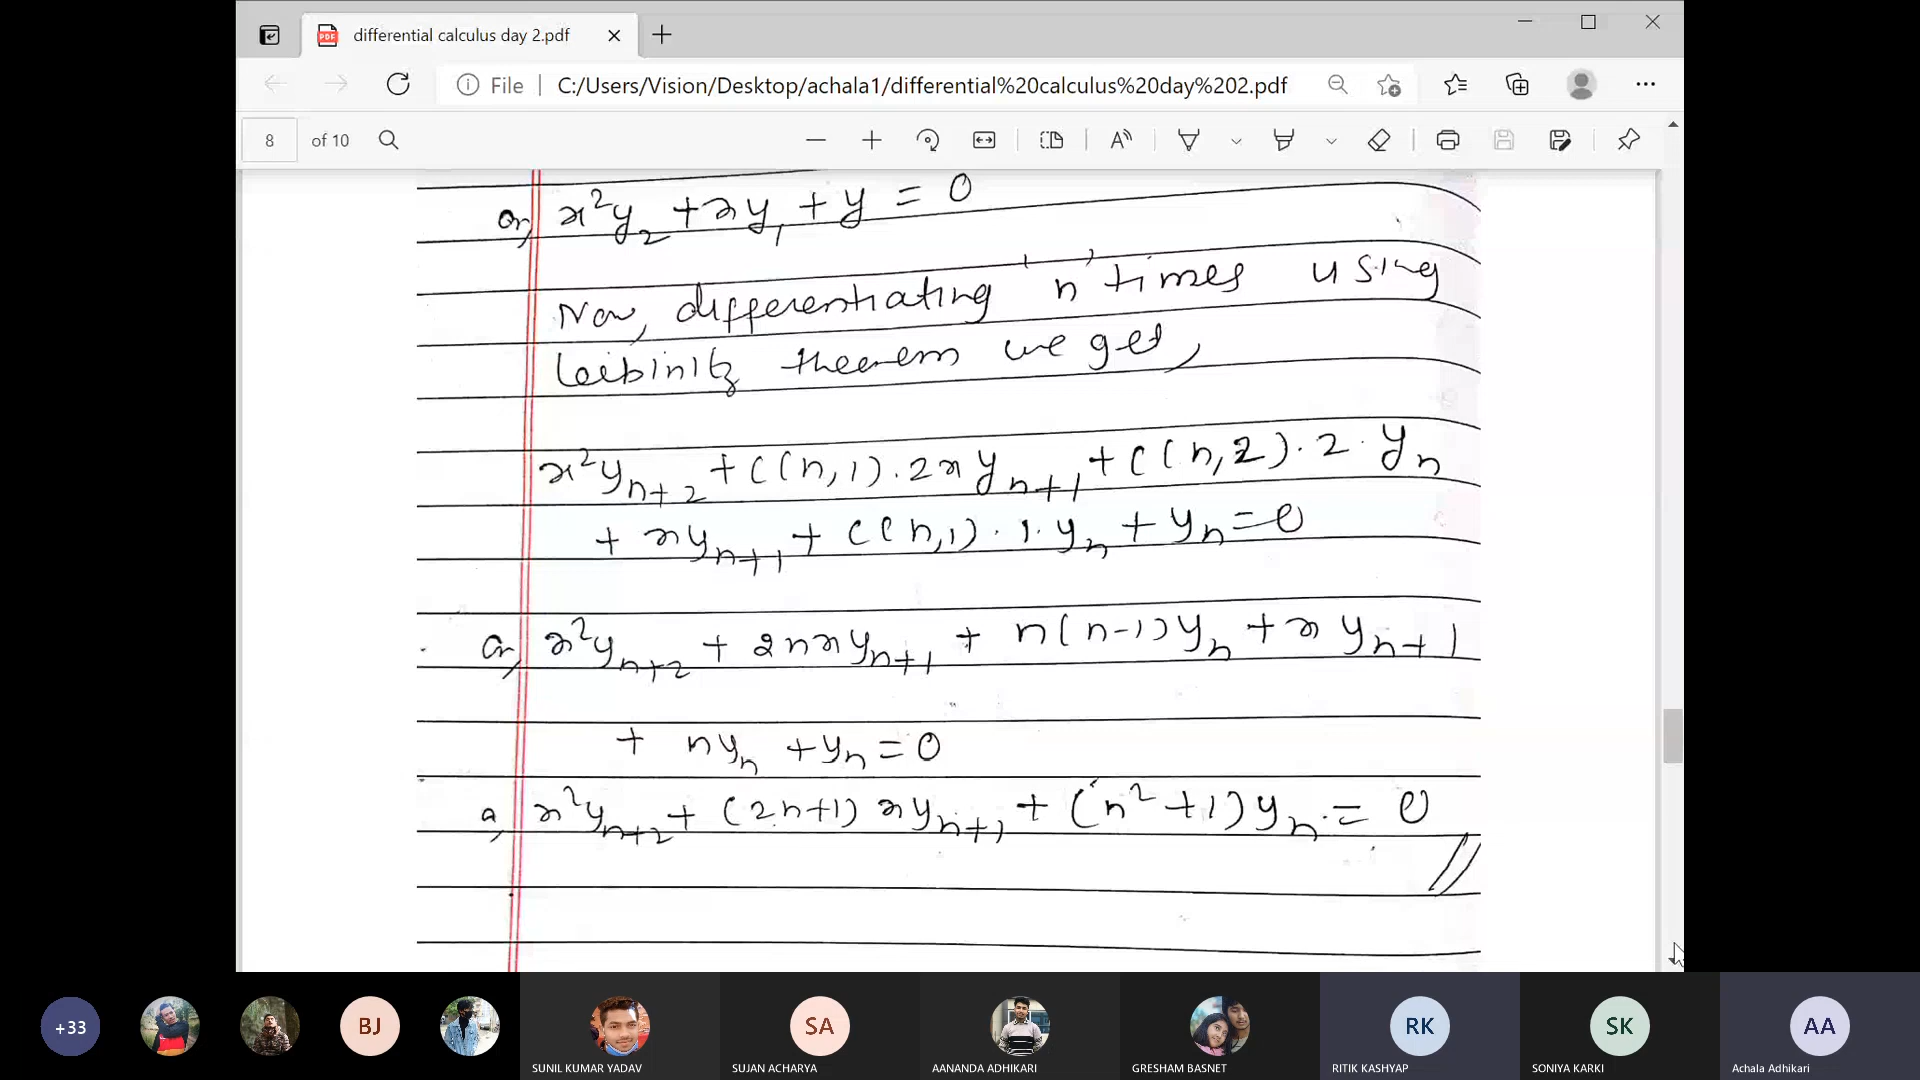 differential calculus day 2.pdf
File | C:/Users/Vision/Desktop/achala1/differential%20calculus%20day%202.pdf
8 of 10
or, x²y₂ + xy₁ + y = 0
Now, differentiating 'n' times using
leibinitz theorem we get,
x²yₙ₊₂ + C(n,1).2x yₙ₊₁ + C(n,2).2.yₙ
+ xyₙ₊₁ + C(n,1).1.yₙ + yₙ = 0
or, x²yₙ₊₂ + 2nxyₙ₊₁ + n(n-1)yₙ + x yₙ₊₁
+ nyₙ + yₙ = 0
or, x²yₙ₊₂ + (2n+1) xyₙ₊₁ + (n²+1)yₙ = 0
+33 BJ SA RK SK AA
SUNIL KUMAR YADAV SUJAN ACHARYA AANANDA ADHIKARI GRESHAM BASNET RITIK KASHYAP SONIYA KARKI Achala Adhikari